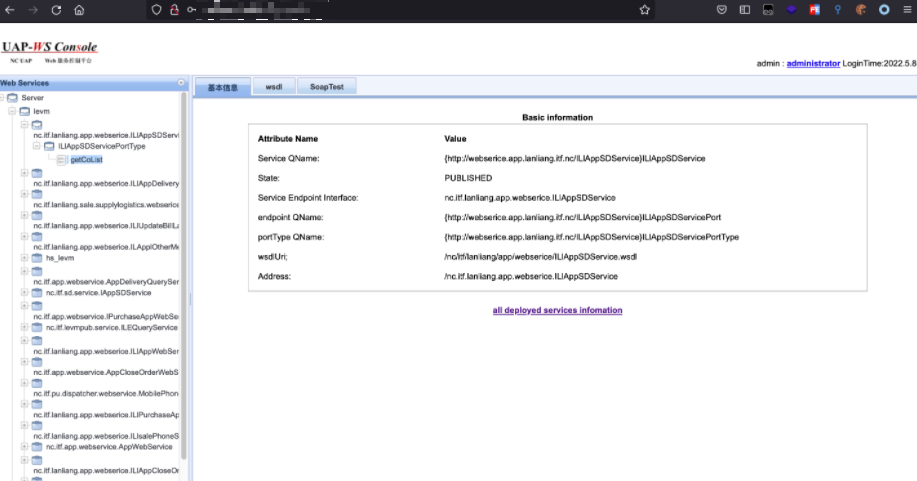 UAP-WS Console
NC UAP Web 服务控制平台
admin : administrator LoginTime:2022.5.8
Web Services
Server
levm
nc.itf.lanliang.app.webserice.ILIAppSDServi
ILIAppSDServicePortType
getCoList
nc.itf.lanliang.app.webserice.ILIAppDelivery
nc.itf.lanliang.sale.supplylogistics.webserice
nc.itf.lanliang.app.webserice.ILIUpdateBillLa
nc.itf.lanliang.app.webserice.ILApplOtherMe
hs_levm
nc.itf.app.webservice.AppDeliveryQuerySer
nc.itf.sd.service.IAppSDService
nc.itf.app.webservice.IPurchaseAppWebSe
nc.itf.levmpub.service.ILEQueryService
nc.itf.lanliang.app.webserice.ILIAppWebSer
nc.itf.app.webservice.AppCloseOrderWebS
nc.itf.pu.dispatcher.webservice.MobilePhon
nc.itf.lanliang.app.webserice.ILIPurchaseAp
nc.itf.lanliang.app.webserice.ILIsalePhoneS
nc.itf.app.webservice.AppWebService
nc.itf.lanliang.app.webserice.ILIAppCloseOr
基本信息 wsdl SoapTest
Basic information
Attribute Name Value
Service QName: {http://webserice.app.lanliang.itf.nc/ILIAppSDService}ILIAppSDService
State: PUBLISHED
Service Endpoint Interface: nc.itf.lanliang.app.webserice.ILIAppSDService
endpoint QName: {http://webserice.app.lanliang.itf.nc/ILIAppSDService}ILIAppSDServicePort
portType QName: {http://webserice.app.lanliang.itf.nc/ILIAppSDService}ILIAppSDServicePortType
wsdlUri; /nc/itf/lanliang/app/webserice/ILIAppSDService.wsdl
Address: /nc.itf.lanliang.app.webserice.ILIAppSDService
all deployed services infomation